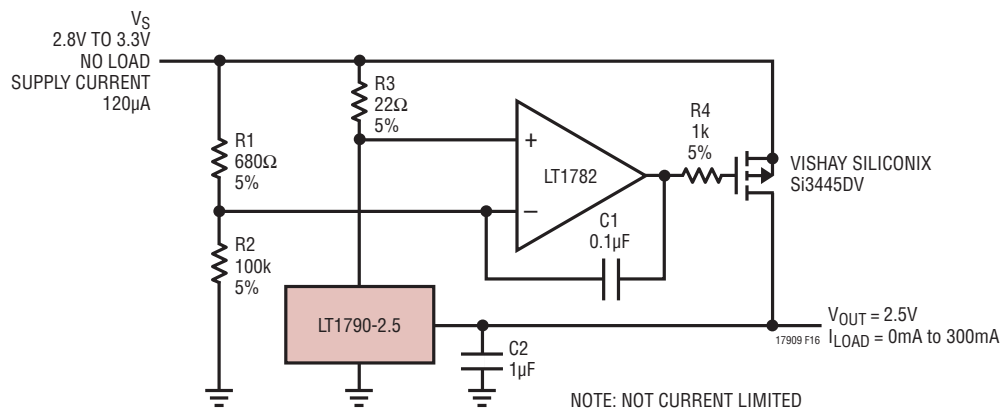 VS
2.8V TO 3.3V
NO LOAD
SUPPLY CURRENT
120µA
R1
680Ω
5%
R2
100k
5%
R3
22Ω
5%
+
LT1782
–
C1
0.1µF
R4
1k
5%
VISHAY SILICONIX
Si3445DV
LT1790-2.5
C2
1µF
VOUT = 2.5V
ILOAD = 0mA to 300mA
17909 F16
NOTE: NOT CURRENT LIMITED